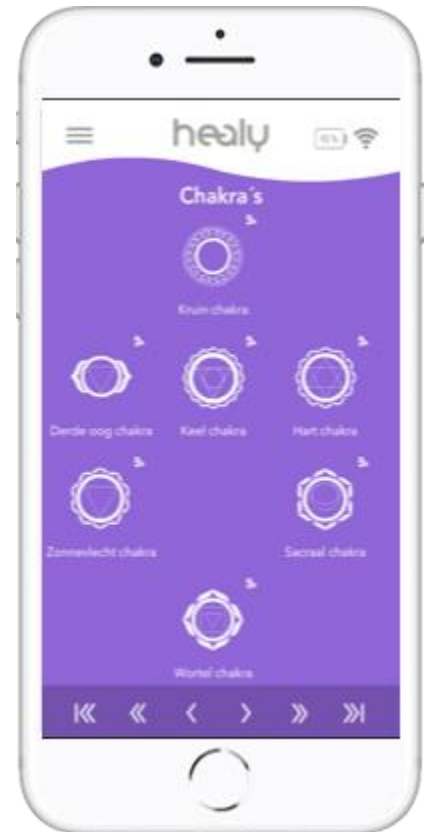 healy
Chakra´s
Kruin chakra
Derde oog chakra Keel chakra Hart chakra
Zonnevlecht chakra Sacraal chakra
Wortel chakra